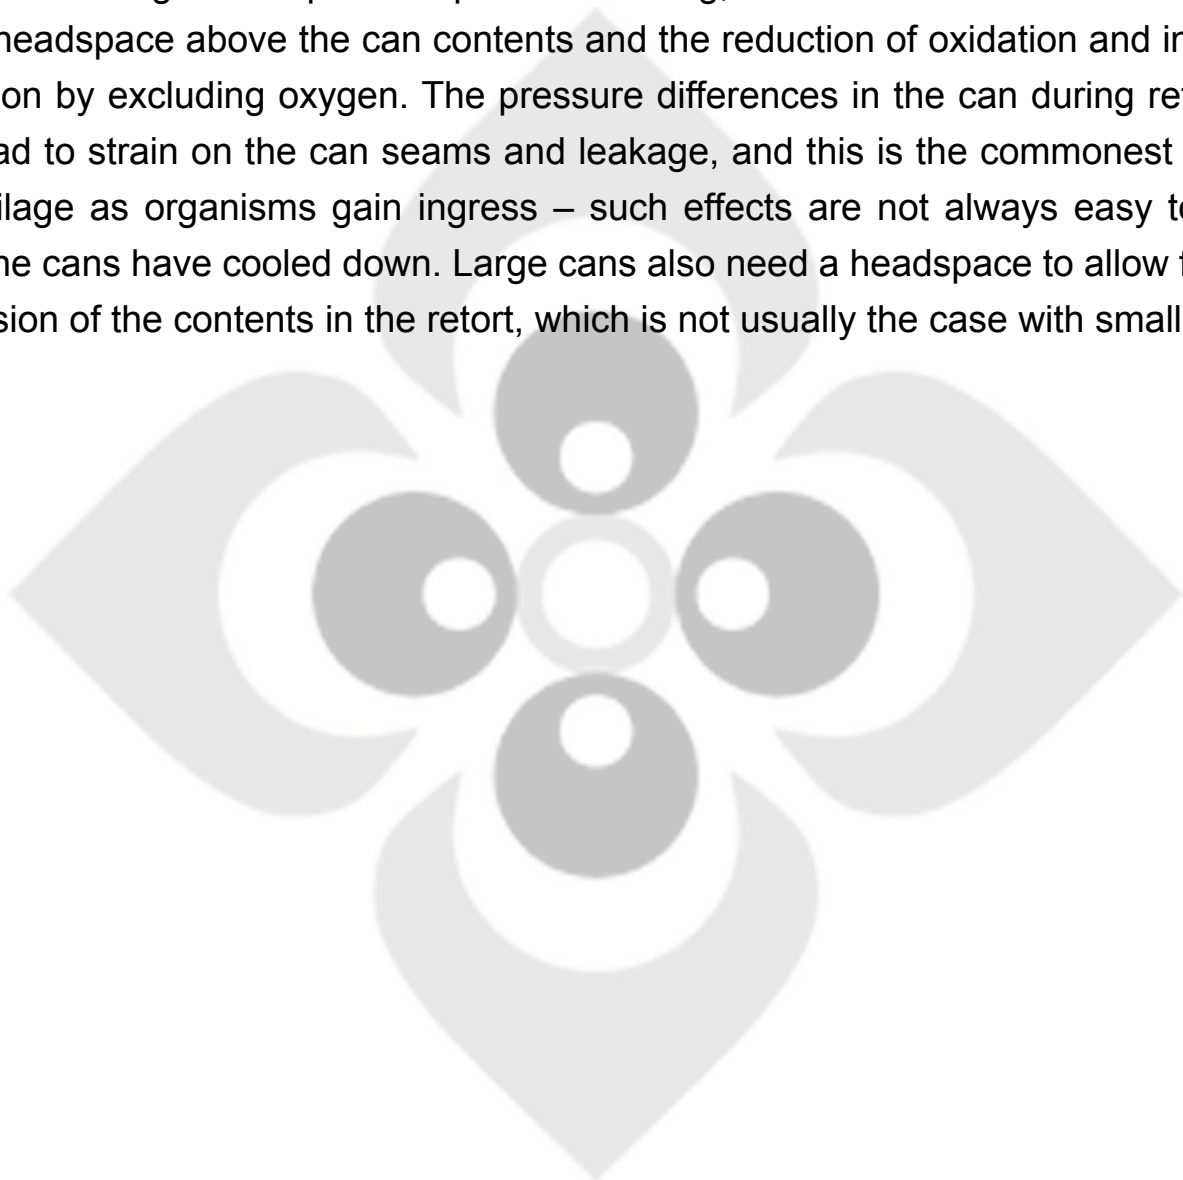 headspace above the can contents and the reduction of oxidation and
on by excluding oxygen. The pressure differences in the can during
ad to strain on the can seams and leakage, and this is the commonest
ilage as organisms gain ingress – such effects are not always easy
ne cans have cooled down. Large cans also need a headspace to allow
sion of the contents in the retort, which is not usually the case with small